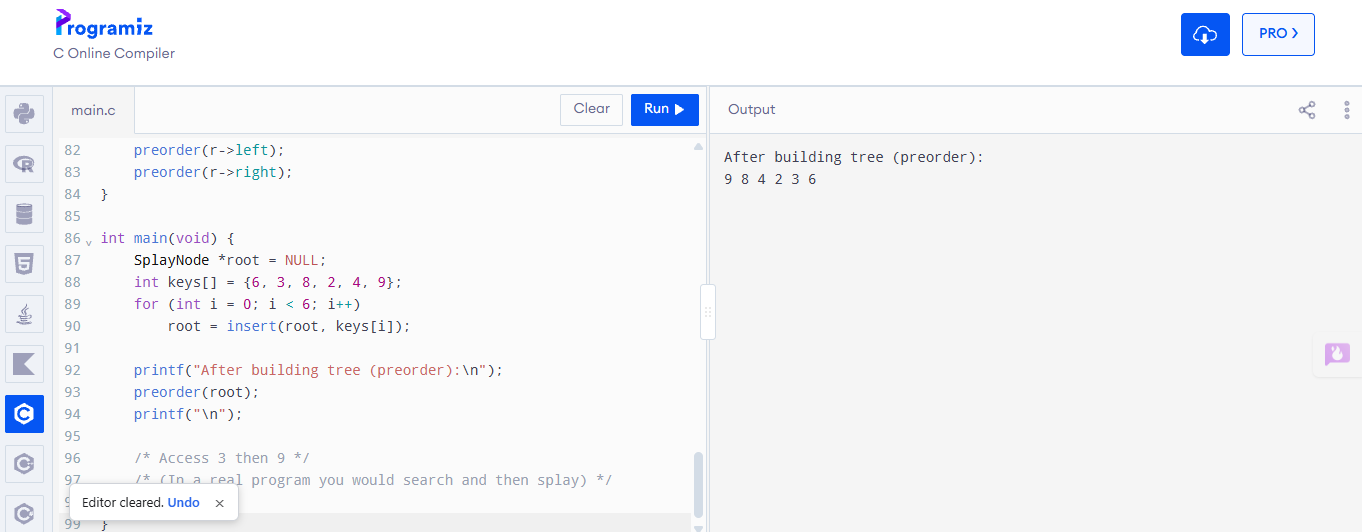 Programiz
C Online Compiler
PRO
main.c
Clear
Run
Output
82 preorder(r->left);
83 preorder(r->right);
84 }
85
86 int main(void) {
87 SplayNode *root = NULL;
88 int keys[] = {6, 3, 8, 2, 4, 9};
89 for (int i = 0; i < 6; i++)
90 root = insert(root, keys[i]);
91
92 printf("After building tree (preorder):\n");
93 preorder(root);
94 printf("\n");
95
96 /* Access 3 then 9 */
97 /* (In a real program you would search and then splay) */
99 }
Editor cleared. Undo ×
After building tree (preorder):
9 8 4 2 3 6